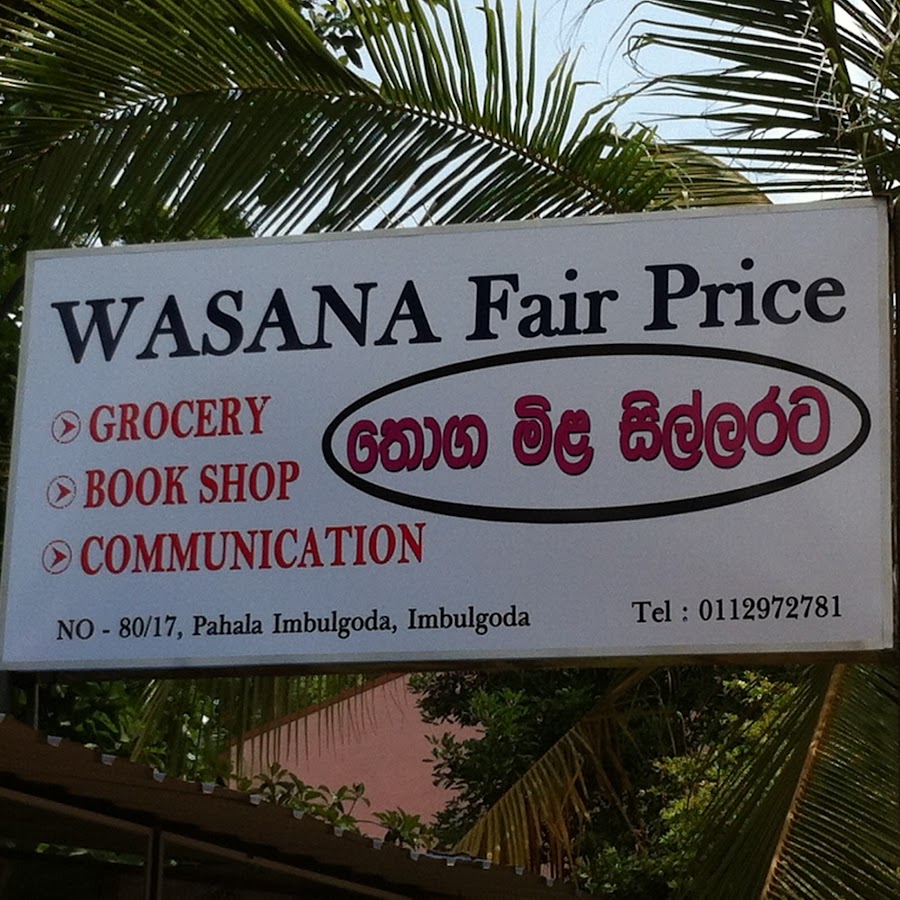 WASANA Fair Price
GROCERY
BOOK SHOP
COMMUNICATION
තොග මිළ සිල්ලරට
NO - 80/17, Pahala Imbulgoda, Imbulgoda
Tel : 0112972781